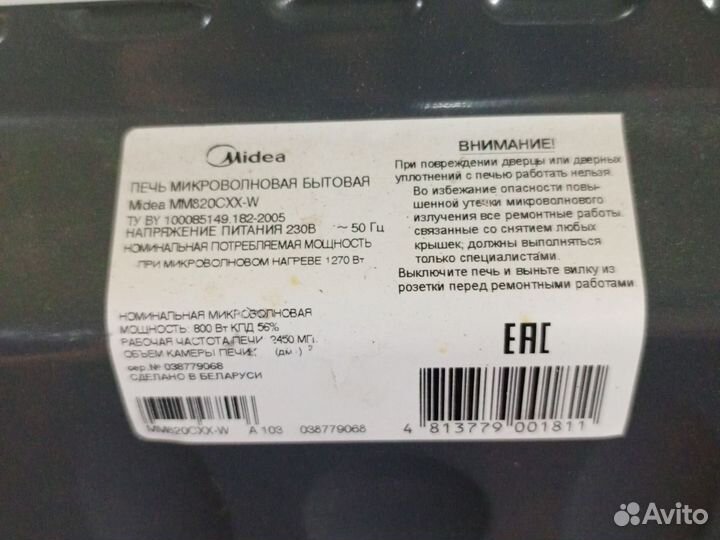 Midea
ПЕЧЬ МИКРОВОЛНОВАЯ БЫТОВАЯ
Midea MM820CXX-W
ТУ BY 100085149.182-2005
НАПРЯЖЕНИЕ ПИТАНИЯ 230В ~ 50 Гц
НОМИНАЛЬНАЯ ПОТРЕБЛЯЕМАЯ МОЩНОСТЬ
ПРИ МИКРОВОЛНОВОМ НАГРЕВЕ 1270 Вт
НОМИНАЛЬНАЯ МИКРОВОЛНОВАЯ
МОЩНОСТЬ: 800 Вт КПД 56%
РАБОЧАЯ ЧАСТОТА ПЕЧИ 2450 МГц
ОБЪЕМ КАМЕРЫ ПЕЧИ (дм )
сер.№ 038779068
СДЕЛАНО В БЕЛАРУСИ
MM820CXX-W A 103 038779068
ВНИМАНИЕ!
При повреждении дверцы или дверных
уплотнений с печью работать нельзя.
Во избежание опасности повы-
шенной утечки микроволнового
излучения все ремонтные работы,
связанные со снятием любых
крышек, должны выполняться
только специалистами.
Выключите печь и выньте вилку из
розетки перед ремонтными работами
EAC
4 813779 001811
Avito